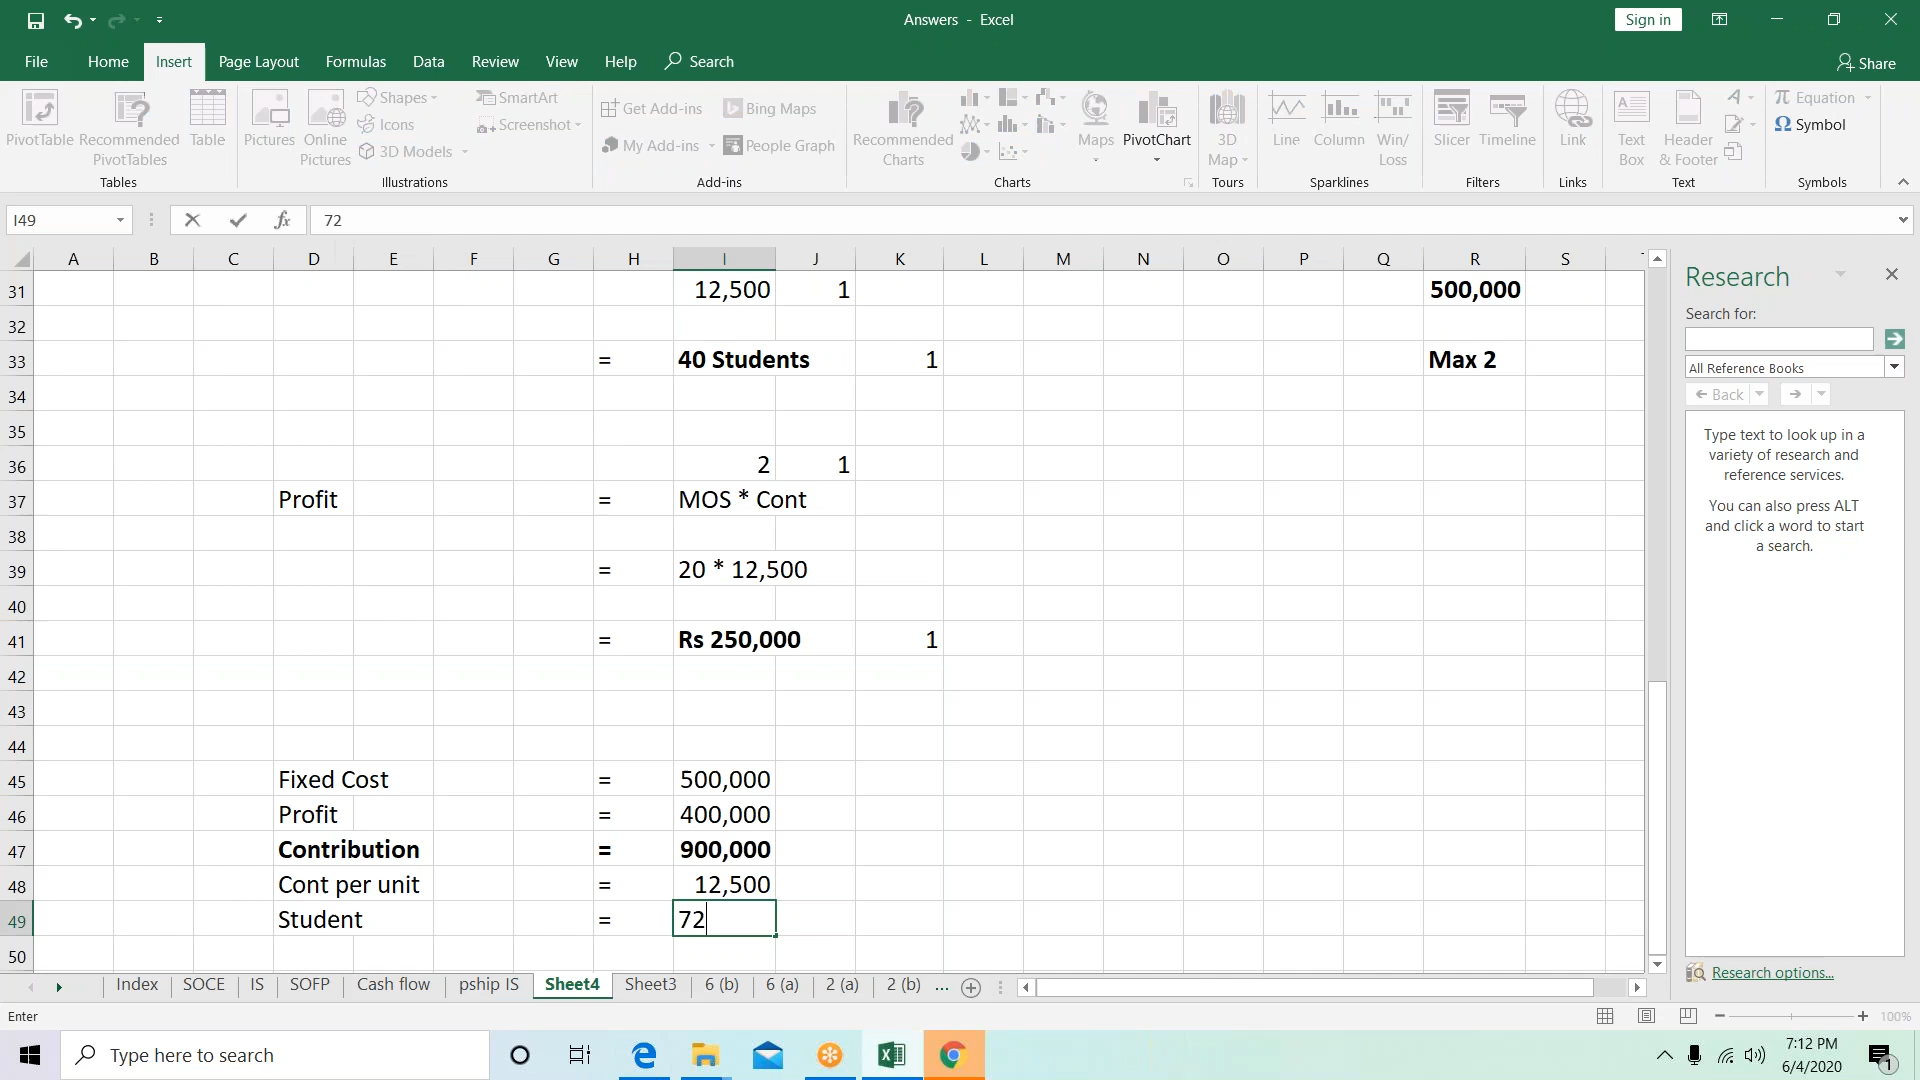 Answers - Excel
Sign in
File Home Insert Page Layout Formulas Data Review View Help Search
Share
PivotTable
Recommended PivotTables
Table
Tables
Pictures
Online Pictures
Shapes
Icons
3D Models
SmartArt
Screenshot
Illustrations
Get Add-ins
My Add-ins
Bing Maps
People Graph
Add-ins
Recommended Charts
Maps
PivotChart
Charts
3D Map
Tours
Line
Column
Win/ Loss
Sparklines
Slicer
Timeline
Filters
Link
Links
Text Box
Header & Footer
Text
Equation
Symbol
Symbols
I49 fx 72
A B C D E F G H I J K L M N O P Q R S
31 12,500 1 500,000
32
33 = 40 Students 1 Max 2
34
35
36 2 1
37 Profit = MOS * Cont
38
39 = 20 * 12,500
40
41 = Rs 250,000 1
42
43
44
45 Fixed Cost = 500,000
46 Profit = 400,000
47 Contribution = 900,000
48 Cont per unit = 12,500
49 Student = 72
50
Research
Search for:
All Reference Books
Back
Type text to look up in a
variety of research and
reference services.
You can also press ALT
and click a word to start
a search.
Research options...
Index SOCE IS SOFP Cash flow pship IS Sheet4 Sheet3 6 (b) 6 (a) 2 (a) 2 (b) ...
Enter
100%
Type here to search
7:12 PM
6/4/2020
1